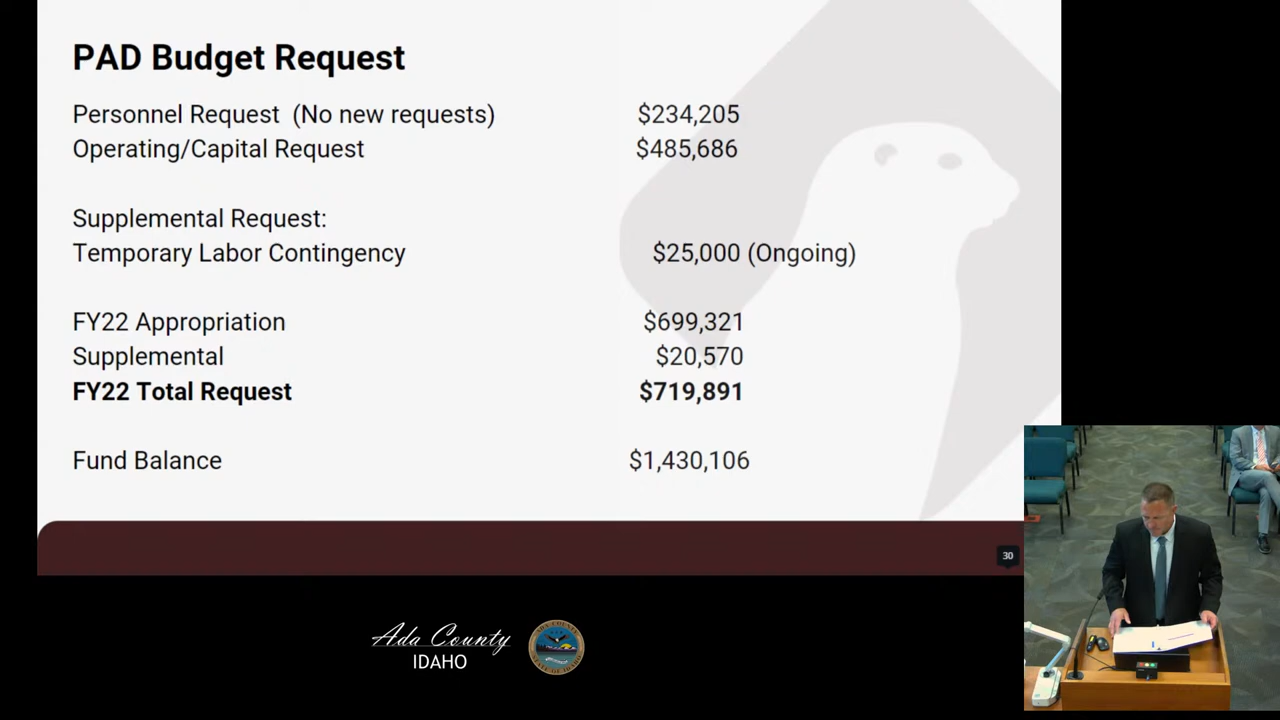 PAD Budget Request
Personnel Request (No new requests) $234,205
Operating/Capital Request $485,686
Supplemental Request:
Temporary Labor Contingency $25,000 (Ongoing)
FY22 Appropriation $699,321
Supplemental $20,570
FY22 Total Request $719,891
Fund Balance $1,430,106
30
Ada County
IDAHO